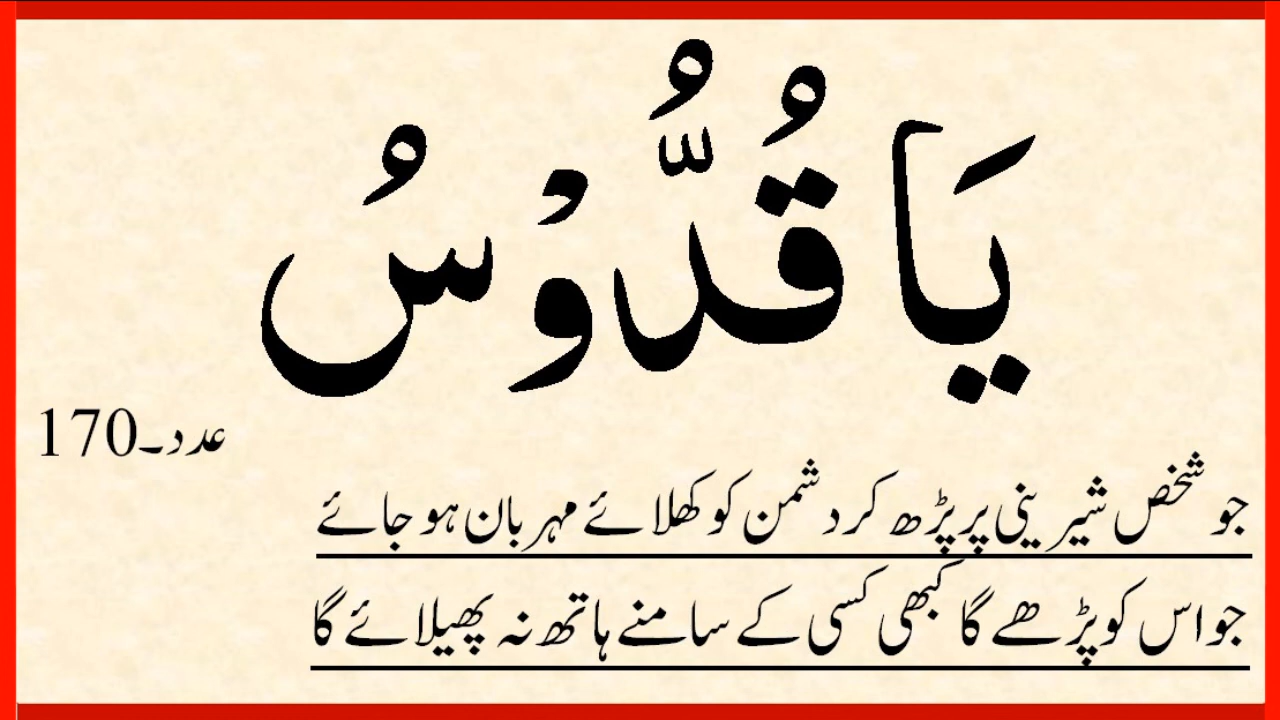 يَا قُدُّوْسُ
عدد۔170
جو شخص شیرینی پر پڑھ کر دشمن کو کھلائے مہربان ہو جائے
جو اس کو پڑھے گا کبھی کسی کے سامنے ہاتھ نہ پھیلائے گا